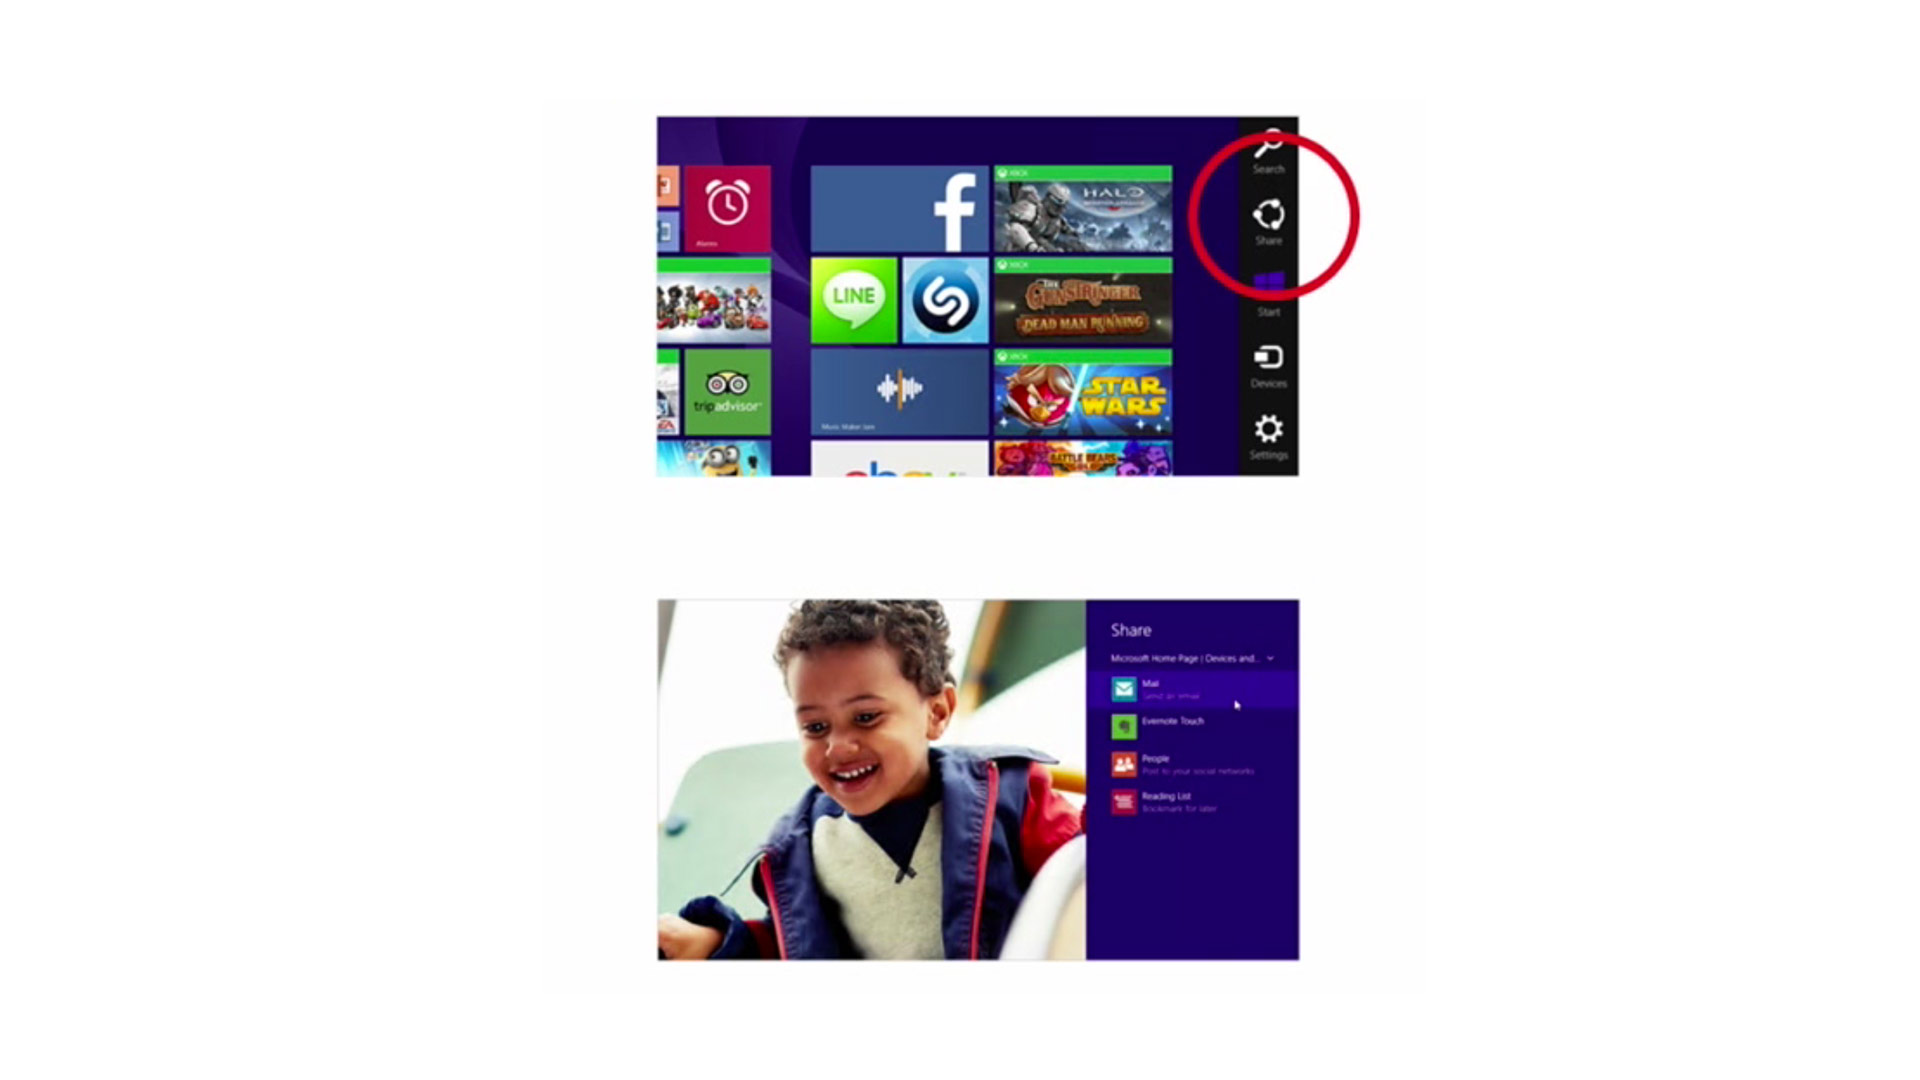 Search
Share
Start
Devices
Settings
Alarms
f
XBOX
HALO
LINE
XBOX
THE
GUNSTRINGER
DEAD MAN RUNNING
tripadvisor
EA
Music Maker Jam
XBOX
STAR
WARS
ebay
BATTLE BEARS
Share
Microsoft Home Page | Devices and...
Mail
Send an email
Evernote Touch
People
Post to your social networks
Reading List
Bookmark for later